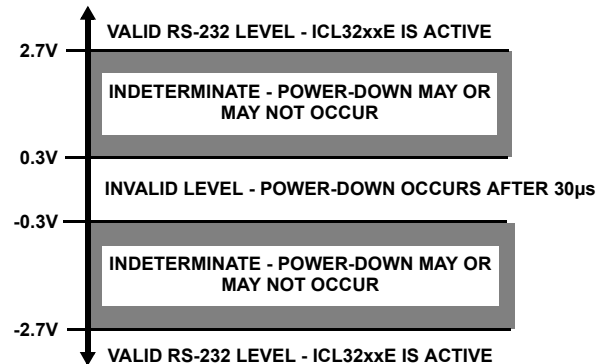 VALID RS-232 LEVEL - ICL32xxE IS ACTIVE
2.7V
INDETERMINATE - POWER-DOWN MAY OR
MAY NOT OCCUR
0.3V
INVALID LEVEL - POWER-DOWN OCCURS AFTER 30µs
-0.3V
INDETERMINATE - POWER-DOWN MAY OR
MAY NOT OCCUR
-2.7V
VALID RS-232 LEVEL - ICL32xxE IS ACTIVE